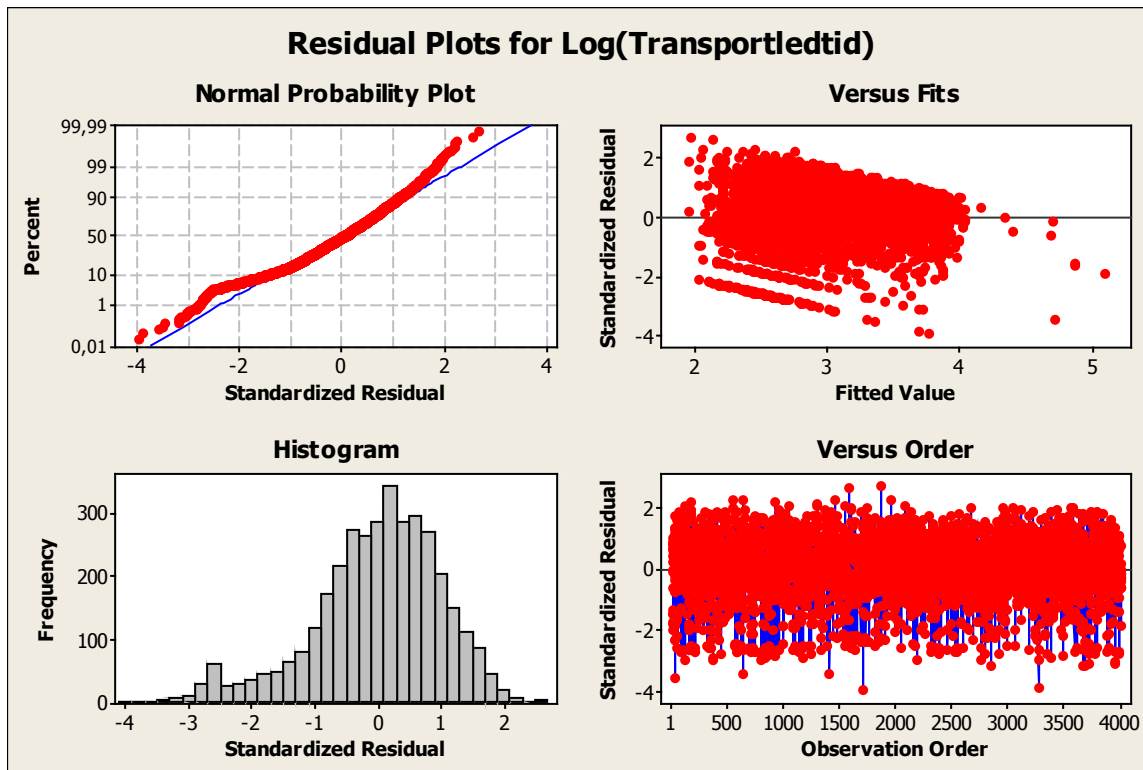 Residual Plots for Log(Transportledtid)
Normal Probability Plot
99,99
99
90
50
10
1
0,01
Percent
-4 -2 0 2 4
Standardized Residual
Versus Fits
2
0
-2
-4
Standardized Residual
2 3 4 5
Fitted Value
Histogram
300
200
100
0
Frequency
-4 -3 -2 -1 0 1 2
Standardized Residual
Versus Order
2
0
-2
-4
Standardized Residual
1 500 1000 1500 2000 2500 3000 3500 4000
Observation Order